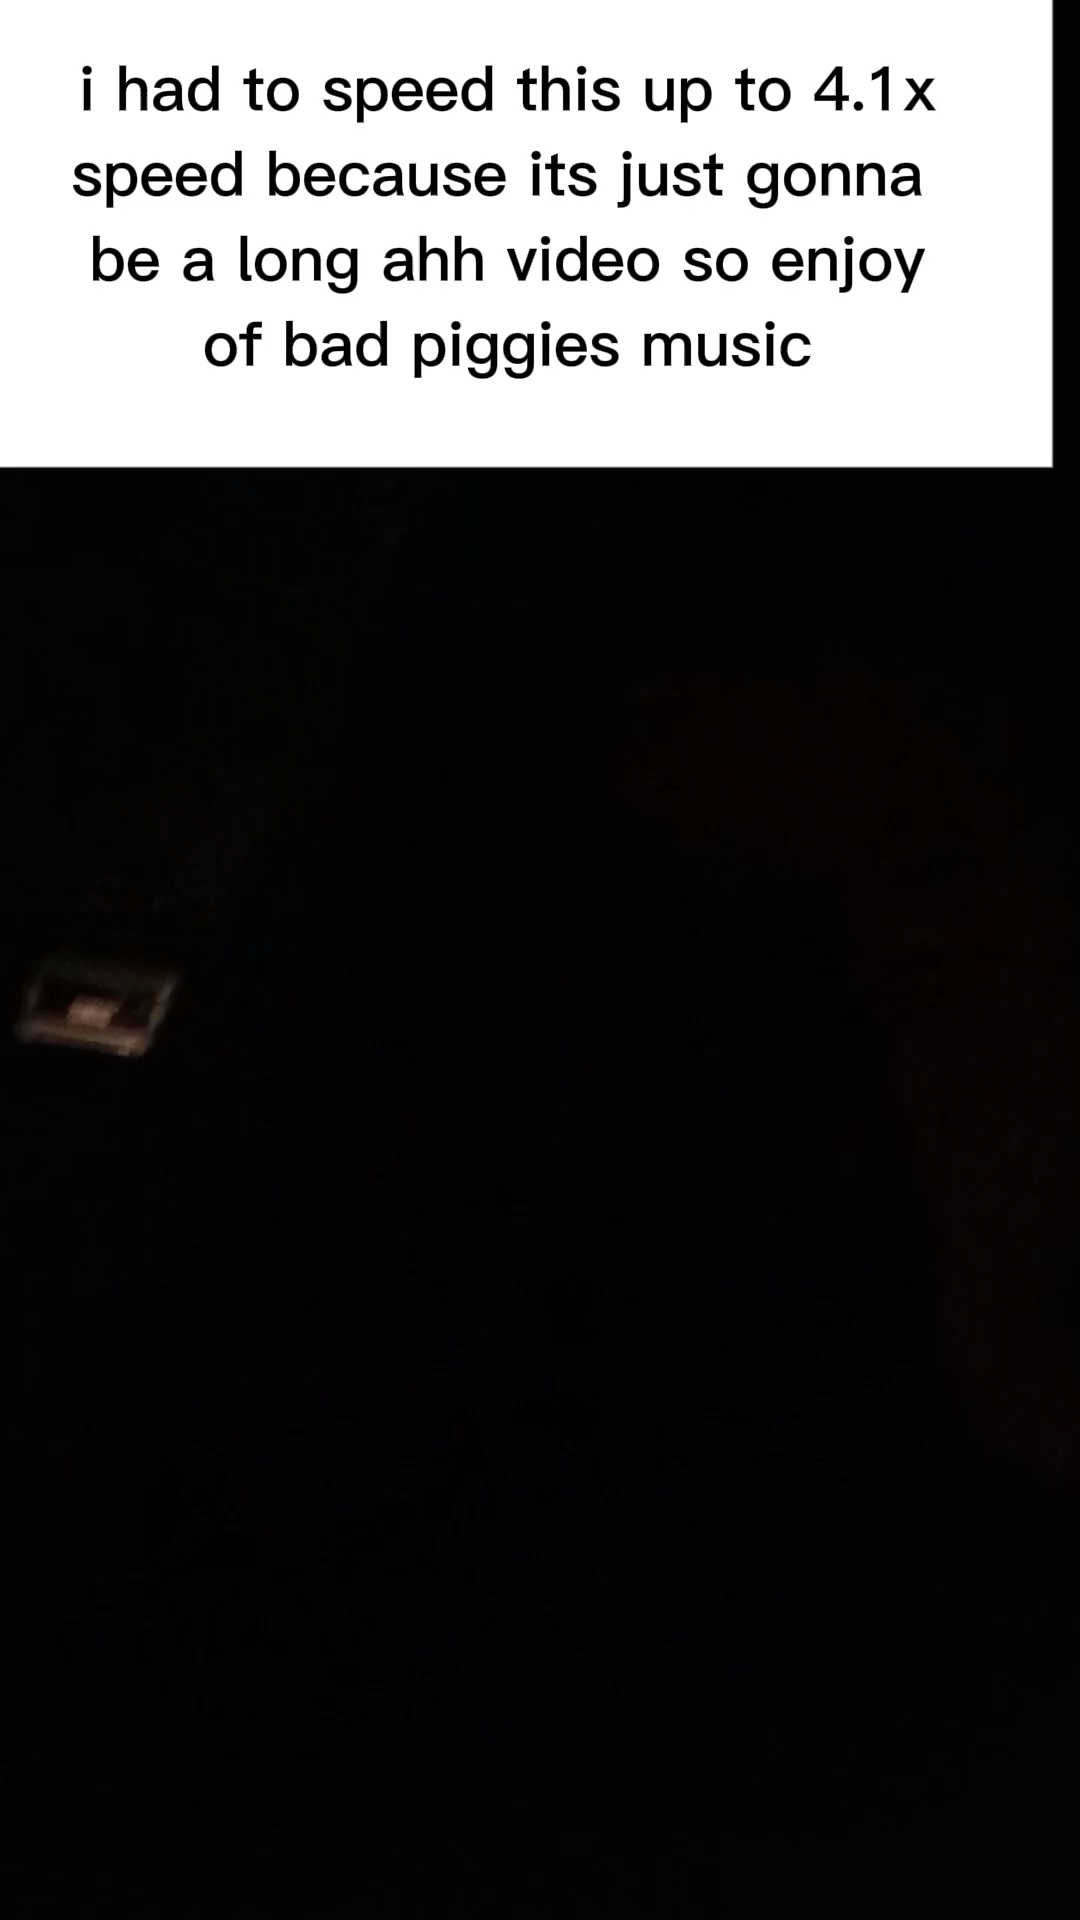 i had to speed this up to 4.1x
speed because its just gonna
be a long ahh video so enjoy
of bad piggies music